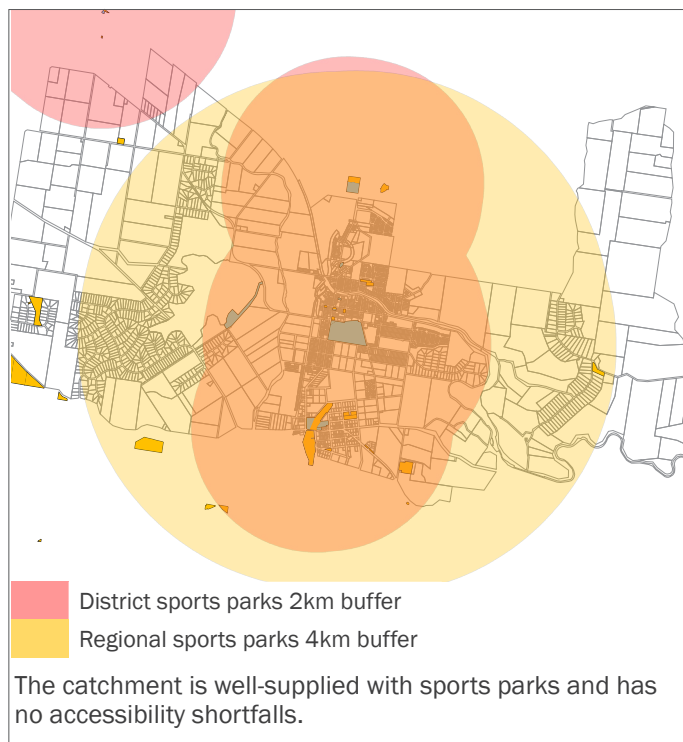 District sports parks 2km buffer
Regional sports parks 4km buffer
The catchment is well-supplied with sports parks and has
no accessibility shortfalls.